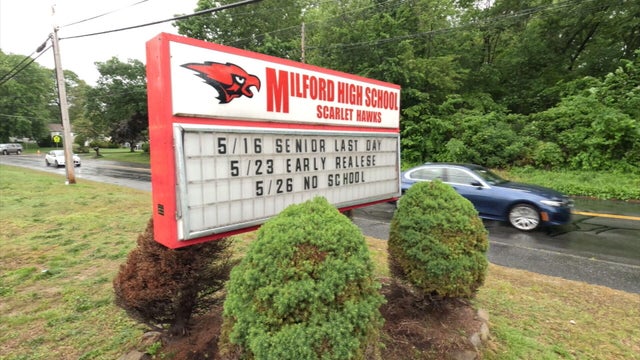 MILFORD HIGH SCHOOL
SCARLET HAWKS
5/16 SENIOR LAST DAY
5/23 EARLY REALESE
5/26 NO SCHOOL